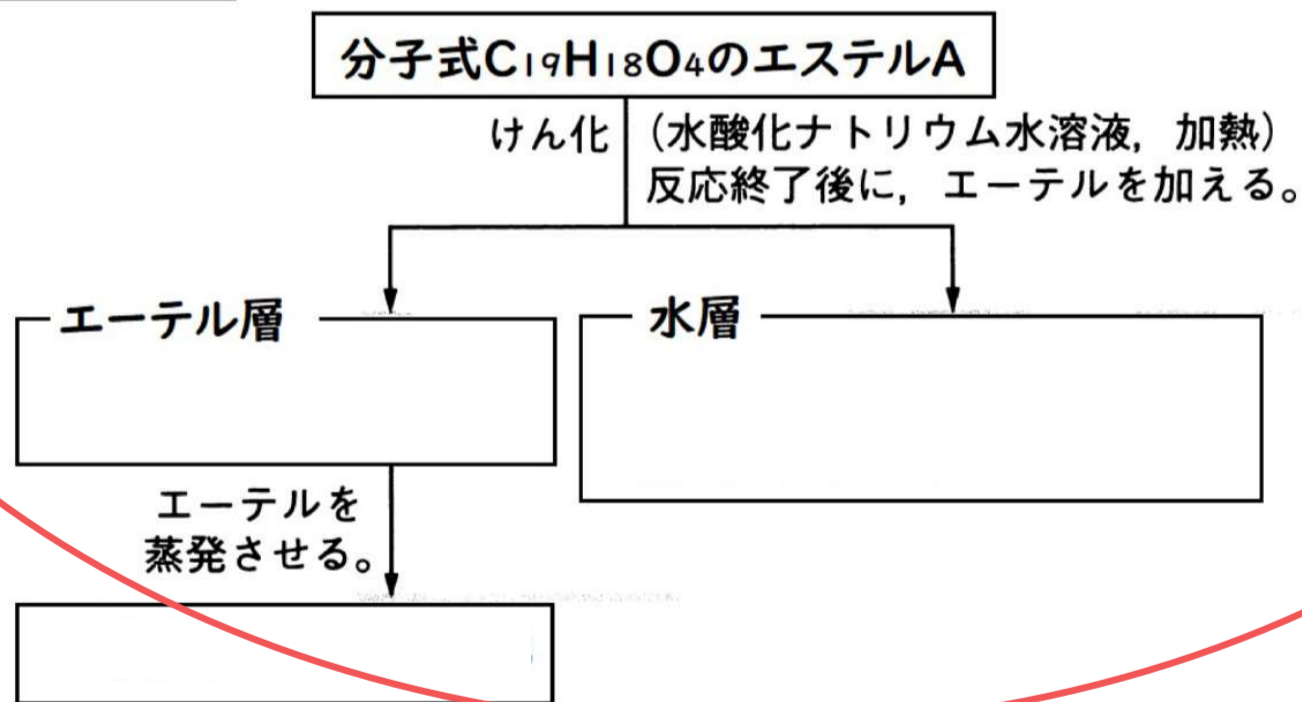 分子式C₁₉H₁₈O₄のエステルA
けん化
(水酸化ナトリウム水溶液, 加熱)
反応終了後に, エーテルを加える。
エーテル層
水層
エーテルを
蒸発させる。